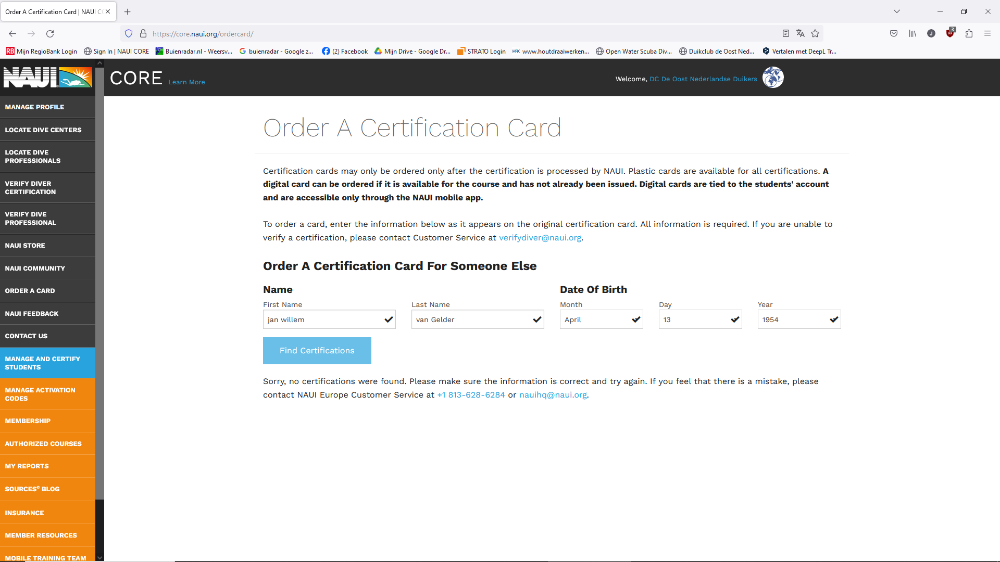 Order A Certification Card | NAUI C
https://core.naui.org/ordercard/
3
Mijn RegioBank Login
Sign In | NAUI CORE
Buienradar.nl - Weersv...
buienradar - Google z...
(2) Facebook
Mijn Drive - Google Dr...
STRATO Login
www.houtdraaiwerken...
Open Water Scuba Div...
Duikclub de Oost Ned...
Vertalen met DeepL Tr...
NAUI
CORE Learn More
Welcome, DC De Oost Nederlandse Duikers
MANAGE PROFILE
LOCATE DIVE CENTERS
LOCATE DIVE
PROFESSIONALS
VERIFY DIVER
CERTIFICATION
VERIFY DIVE
PROFESSIONAL
NAUI STORE
NAUI COMMUNITY
ORDER A CARD
NAUI FEEDBACK
CONTACT US
MANAGE AND CERTIFY
STUDENTS
MANAGE ACTIVATION
CODES
MEMBERSHIP
AUTHORIZED COURSES
MY REPORTS
SOURCES® BLOG
INSURANCE
MEMBER RESOURCES
MOBILE TRAINING TEAM
Order A Certification Card
Certification cards may only be ordered only after the certification is processed by NAUI. Plastic cards are available for all certifications. A
digital card can be ordered if it is available for the course and has not already been issued. Digital cards are tied to the students' account
and are accessible only through the NAUI mobile app.
To order a card, enter the information below as it appears on the original certification card. All information is required. If you are unable to
verify a certification, please contact Customer Service at verifydiver@naui.org.
Order A Certification Card For Someone Else
Name
Date Of Birth
First Name
Last Name
Month
Day
Year
jan willem
van Gelder
April
13
1954
Find Certifications
Sorry, no certifications were found. Please make sure the information is correct and try again. If you feel that there is a mistake, please
contact NAUI Europe Customer Service at +1 813-628-6284 or nauihq@naui.org.